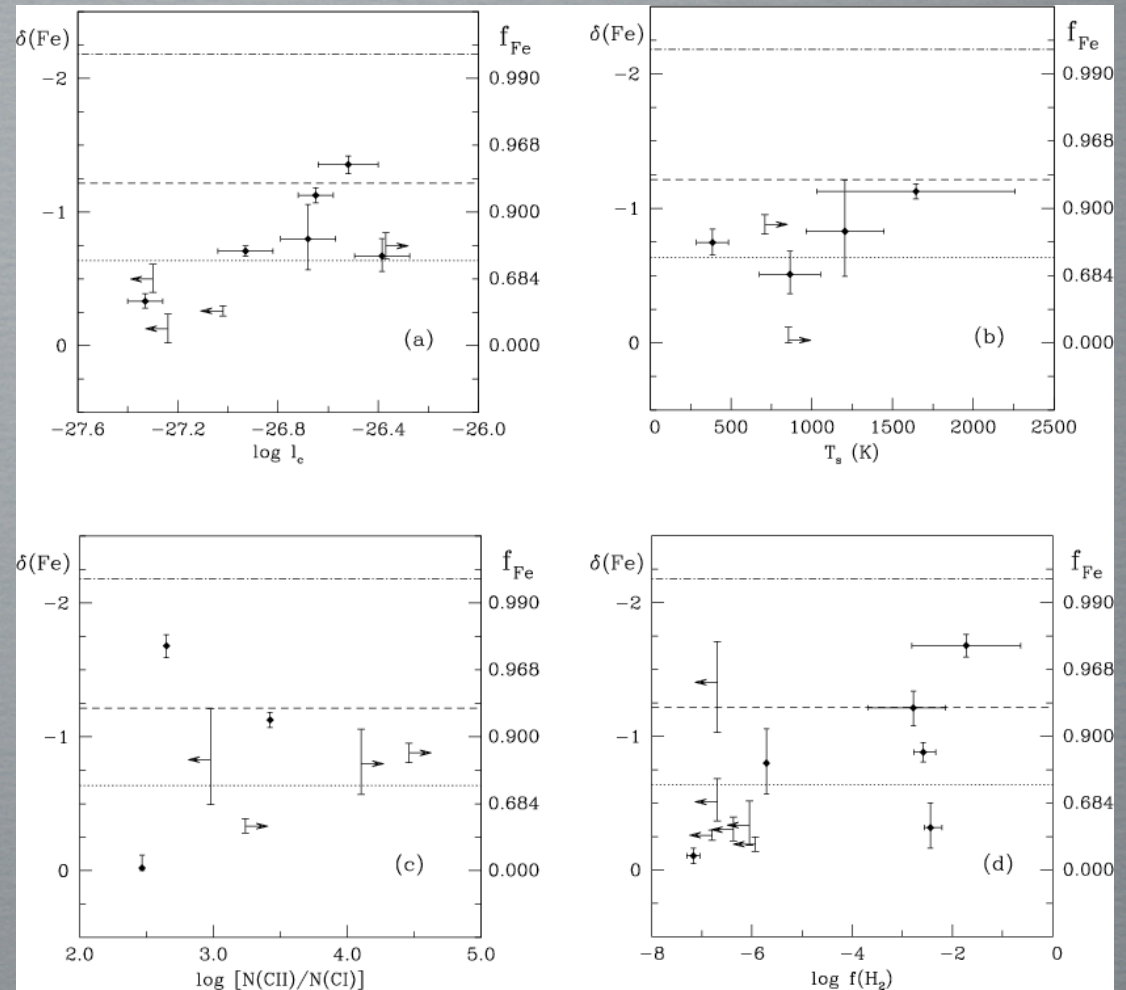 δ(Fe)
f_Fe
−2
−1
0
0.990
0.968
0.900
0.684
0.000
(a)
−27.6 −27.2 −26.8 −26.4 −26.0
log l_c
δ(Fe)
f_Fe
−2
−1
0
0.990
0.968
0.900
0.684
0.000
(b)
0 500 1000 1500 2000 2500
T_s (K)
δ(Fe)
f_Fe
−2
−1
0
0.990
0.968
0.900
0.684
0.000
(c)
2.0 3.0 4.0 5.0
log [N(CII)/N(CI)]
δ(Fe)
f_Fe
−2
−1
0
0.990
0.968
0.900
0.684
0.000
(d)
−8 −6 −4 −2 0
log f(H₂)